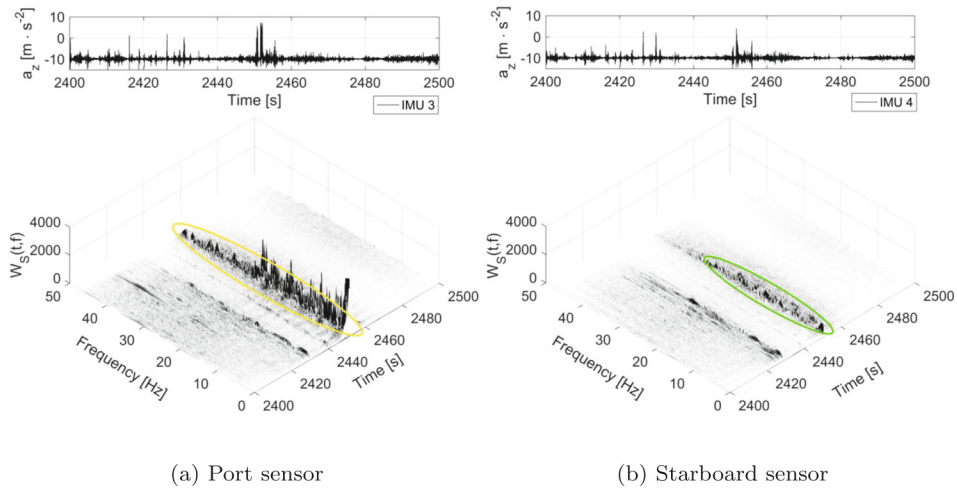 10
0
-10
a_z [m · s⁻²]
2400 2420 2440 2460 2480 2500
Time [s]
IMU 3
4000
2000
0
W_S(t,f)
50
40
30
20
10
0
Frequency [Hz]
2400
2420
2440
2460
2480
2500
Time [s]
(a) Port sensor
10
0
-10
a_z [m · s⁻²]
2400 2420 2440 2460 2480 2500
Time [s]
IMU 4
4000
2000
0
W_S(t,f)
50
40
30
20
10
0
Frequency [Hz]
2400
2420
2440
2460
2480
2500
Time [s]
(b) Starboard sensor